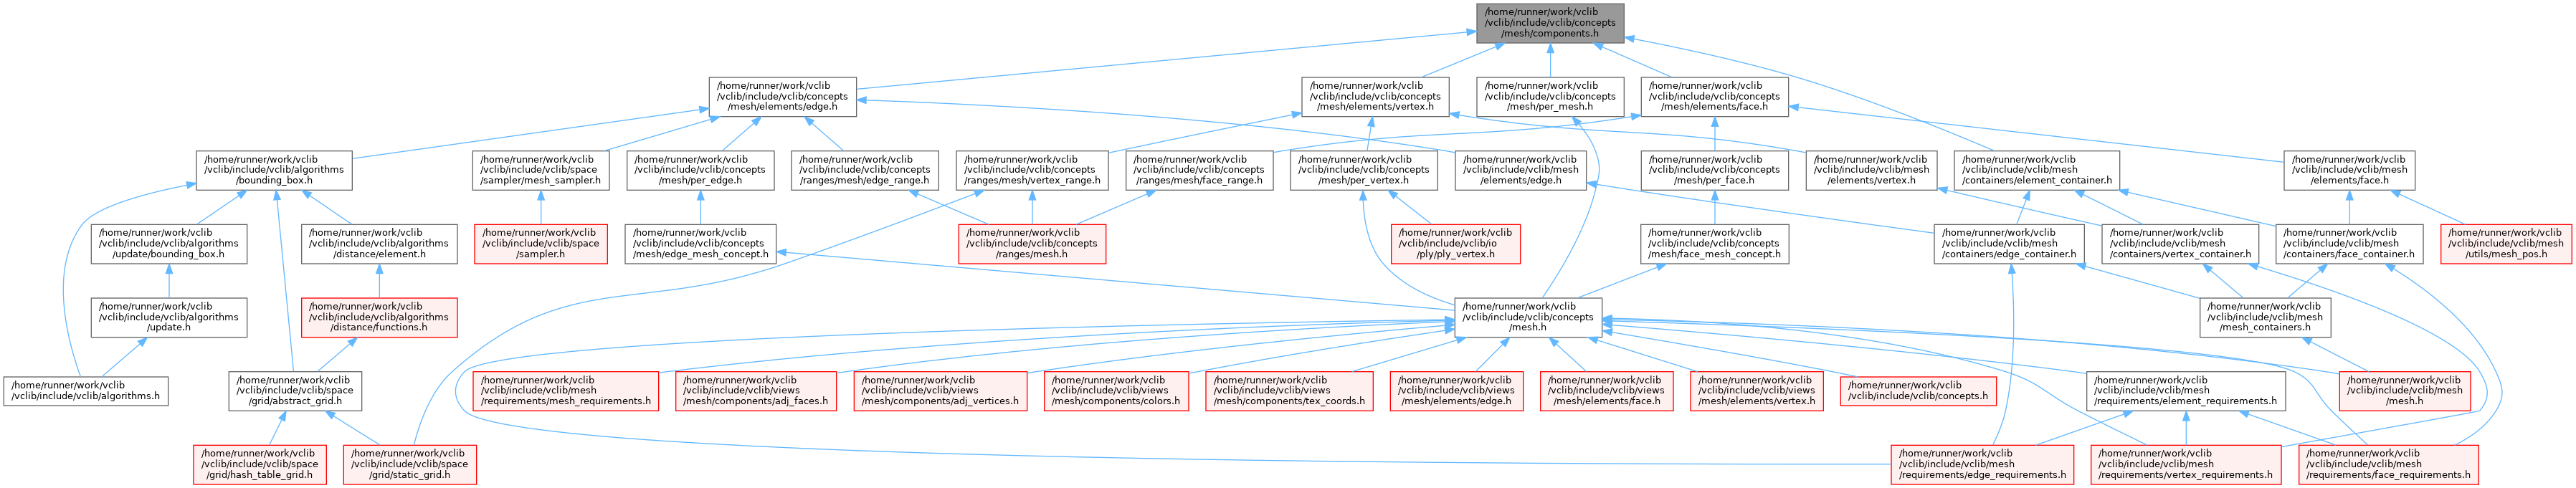 /home/runner/work/vclib
/vclib/include/vclib/concepts
/mesh/components.h
/home/runner/work/vclib
/vclib/include/vclib/concepts
/mesh/elements/edge.h
/home/runner/work/vclib
/vclib/include/vclib/concepts
/mesh/elements/vertex.h
/home/runner/work/vclib
/vclib/include/vclib/concepts
/mesh/per_mesh.h
/home/runner/work/vclib
/vclib/include/vclib/concepts
/mesh/elements/face.h
/home/runner/work/vclib
/vclib/include/vclib/algorithms
/bounding_box.h
/home/runner/work/vclib
/vclib/include/vclib/space
/sampler/mesh_sampler.h
/home/runner/work/vclib
/vclib/include/vclib/concepts
/mesh/per_edge.h
/home/runner/work/vclib
/vclib/include/vclib/concepts
/ranges/mesh/edge_range.h
/home/runner/work/vclib
/vclib/include/vclib/concepts
/ranges/mesh/vertex_range.h
/home/runner/work/vclib
/vclib/include/vclib/concepts
/ranges/mesh/face_range.h
/home/runner/work/vclib
/vclib/include/vclib/concepts
/mesh/per_vertex.h
/home/runner/work/vclib
/vclib/include/vclib/mesh
/elements/edge.h
/home/runner/work/vclib
/vclib/include/vclib/concepts
/mesh/per_face.h
/home/runner/work/vclib
/vclib/include/vclib/mesh
/elements/vertex.h
/home/runner/work/vclib
/vclib/include/vclib/mesh
/containers/element_container.h
/home/runner/work/vclib
/vclib/include/vclib/mesh
/elements/face.h
/home/runner/work/vclib
/vclib/include/vclib/algorithms
/update/bounding_box.h
/home/runner/work/vclib
/vclib/include/vclib/algorithms
/distance/element.h
/home/runner/work/vclib
/vclib/include/vclib/space
/sampler.h
/home/runner/work/vclib
/vclib/include/vclib/concepts
/mesh/edge_mesh_concept.h
/home/runner/work/vclib
/vclib/include/vclib/concepts
/ranges/mesh.h
/home/runner/work/vclib
/vclib/include/vclib/io
/ply/ply_vertex.h
/home/runner/work/vclib
/vclib/include/vclib/concepts
/mesh/face_mesh_concept.h
/home/runner/work/vclib
/vclib/include/vclib/mesh
/containers/edge_container.h
/home/runner/work/vclib
/vclib/include/vclib/mesh
/containers/vertex_container.h
/home/runner/work/vclib
/vclib/include/vclib/mesh
/containers/face_container.h
/home/runner/work/vclib
/vclib/include/vclib/mesh
/utils/mesh_pos.h
/home/runner/work/vclib
/vclib/include/vclib/algorithms
/update.h
/home/runner/work/vclib
/vclib/include/vclib/algorithms
/distance/functions.h
/home/runner/work/vclib
/vclib/include/vclib/concepts
/mesh.h
/home/runner/work/vclib
/vclib/include/vclib/mesh
/mesh_containers.h
/home/runner/work/vclib
/vclib/include/vclib/algorithms.h
/home/runner/work/vclib
/vclib/include/vclib/space
/grid/abstract_grid.h
/home/runner/work/vclib
/vclib/include/vclib/mesh
/requirements/mesh_requirements.h
/home/runner/work/vclib
/vclib/include/vclib/views
/mesh/components/adj_faces.h
/home/runner/work/vclib
/vclib/include/vclib/views
/mesh/components/adj_vertices.h
/home/runner/work/vclib
/vclib/include/vclib/views
/mesh/components/colors.h
/home/runner/work/vclib
/vclib/include/vclib/views
/mesh/components/tex_coords.h
/home/runner/work/vclib
/vclib/include/vclib/views
/mesh/elements/edge.h
/home/runner/work/vclib
/vclib/include/vclib/views
/mesh/elements/face.h
/home/runner/work/vclib
/vclib/include/vclib/views
/mesh/elements/vertex.h
/home/runner/work/vclib
/vclib/include/vclib/concepts.h
/home/runner/work/vclib
/vclib/include/vclib/mesh
/requirements/element_requirements.h
/home/runner/work/vclib
/vclib/include/vclib/mesh
/mesh.h
/home/runner/work/vclib
/vclib/include/vclib/space
/grid/hash_table_grid.h
/home/runner/work/vclib
/vclib/include/vclib/space
/grid/static_grid.h
/home/runner/work/vclib
/vclib/include/vclib/mesh
/requirements/edge_requirements.h
/home/runner/work/vclib
/vclib/include/vclib/mesh
/requirements/vertex_requirements.h
/home/runner/work/vclib
/vclib/include/vclib/mesh
/requirements/face_requirements.h